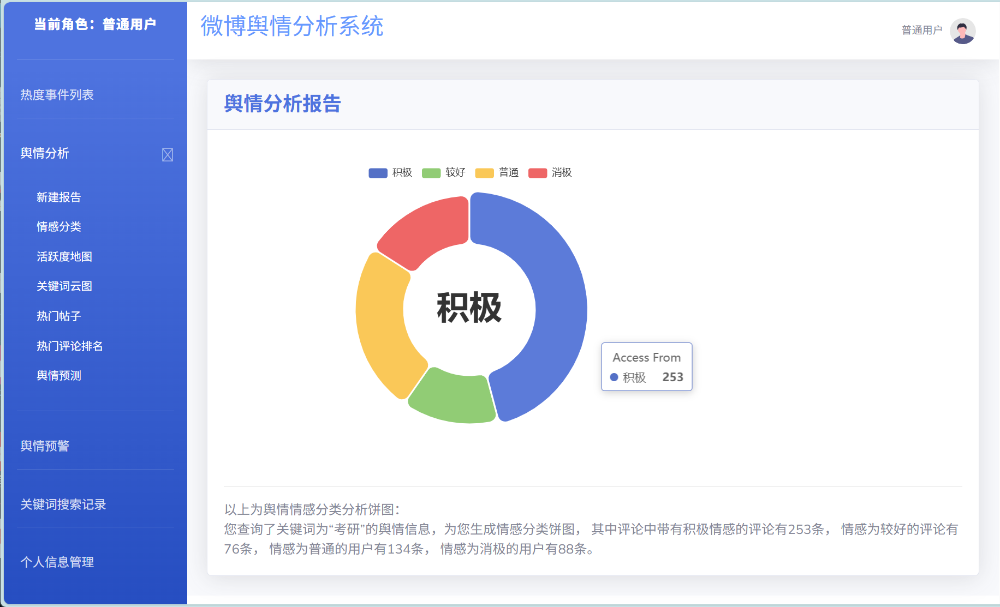 当前角色：普通用户
微博舆情分析系统
普通用户
热度事件列表
舆情分析
新建报告
情感分类
活跃度地图
关键词云图
热门帖子
热门评论排名
舆情预测
舆情预警
关键词搜索记录
个人信息管理
舆情分析报告
积极 较好 普通 消极
积极
Access From
积极 253
以上为舆情情感分类分析饼图：
您查询了关键词为“考研”的舆情信息，为您生成情感分类饼图， 其中评论中带有积极情感的评论有253条， 情感为较好的评论有
76条， 情感为普通的用户有134条， 情感为消极的用户有88条。